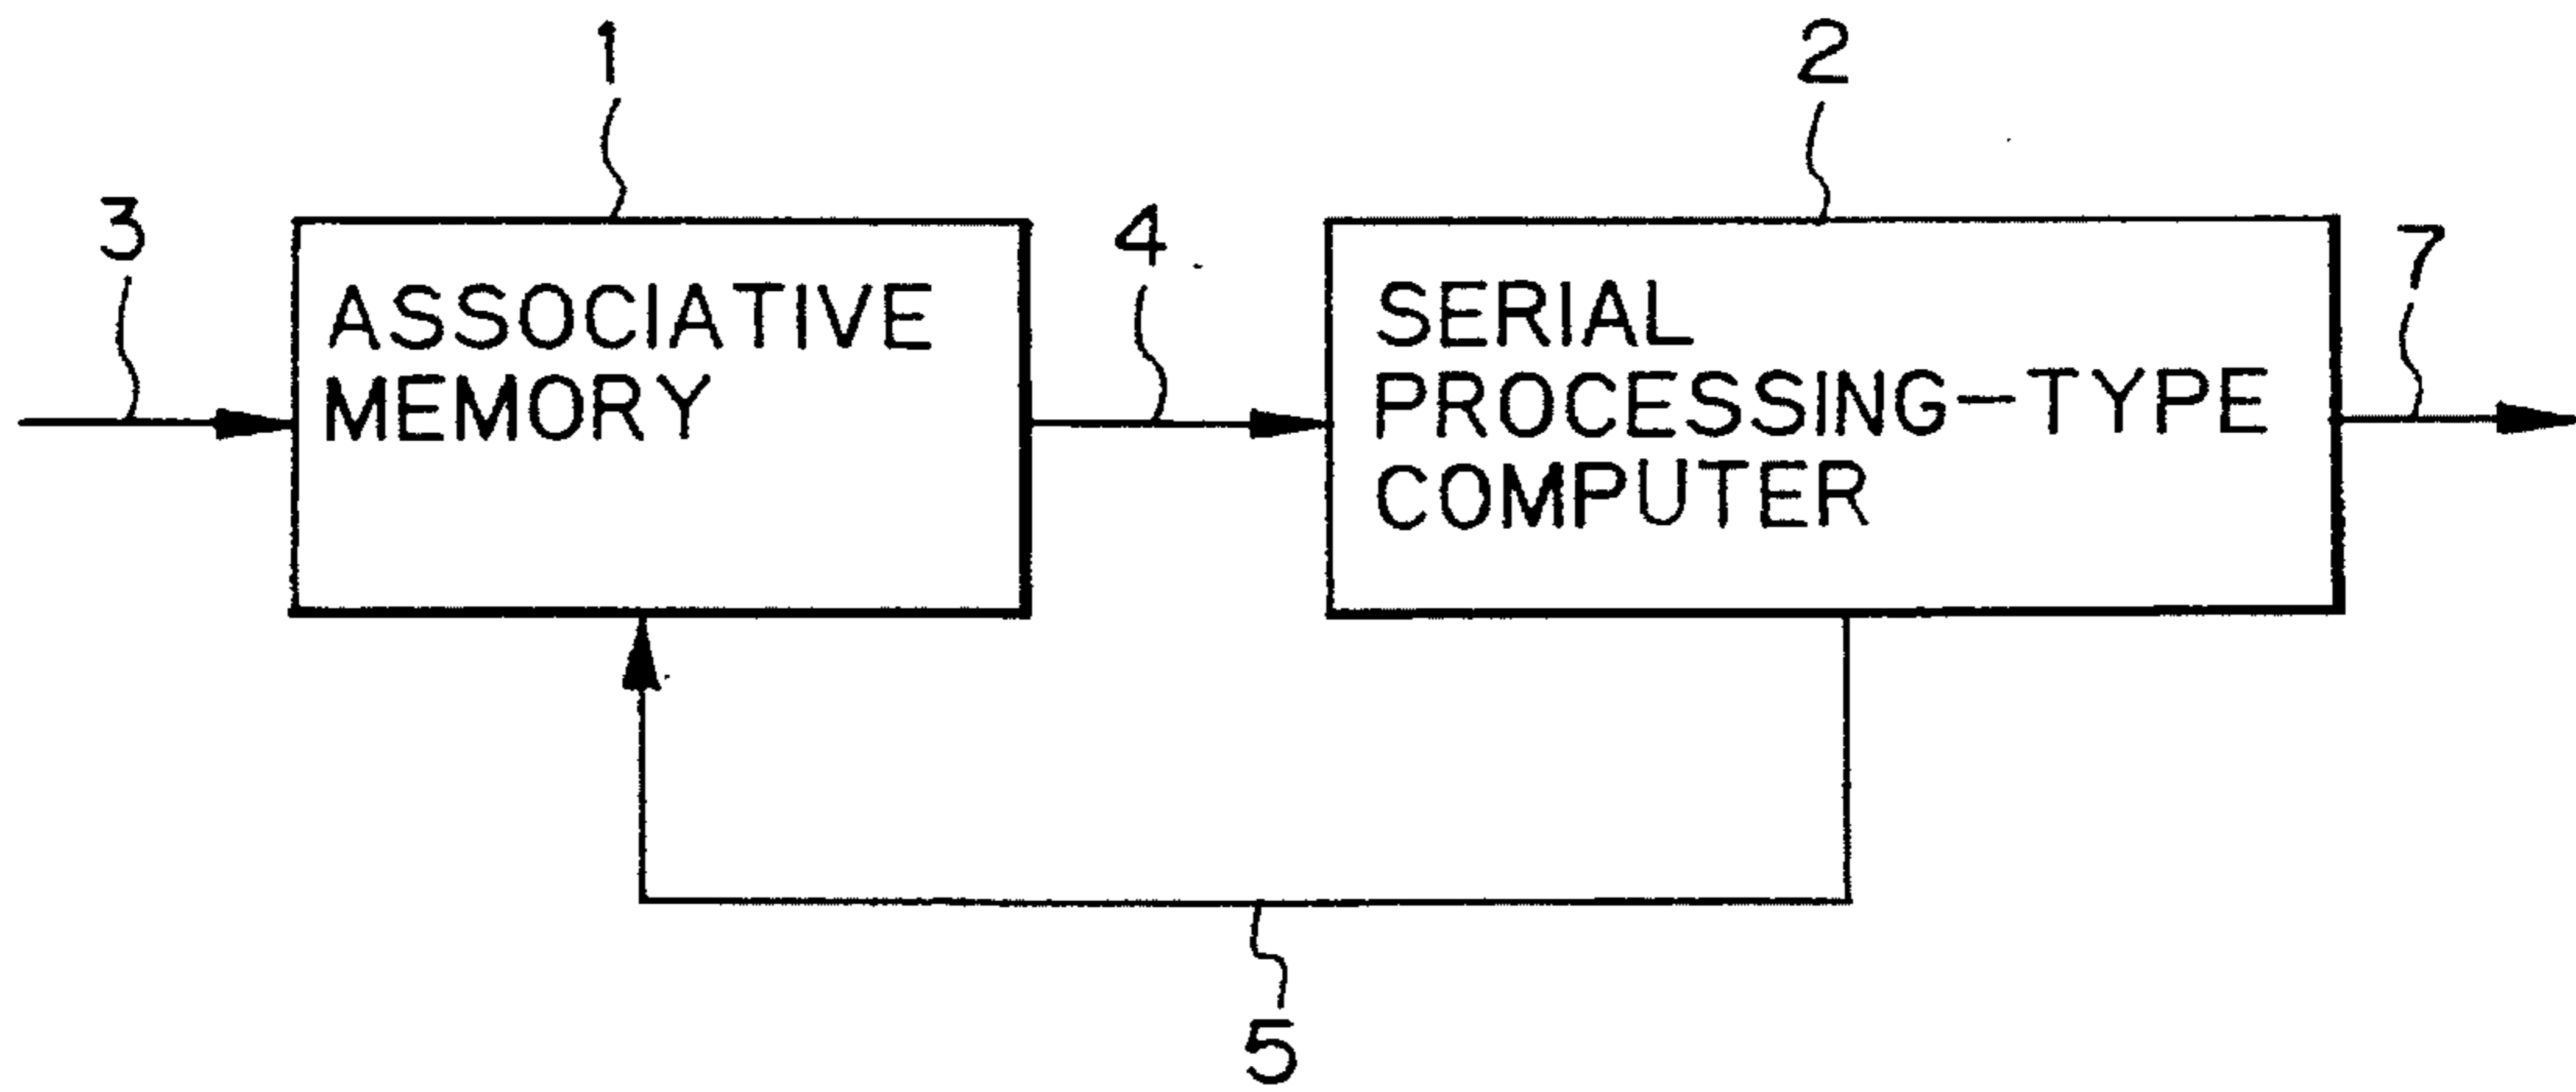 1
2
3
4
7
ASSOCIATIVE
MEMORY
SERIAL
PROCESSING-TYPE
COMPUTER
5